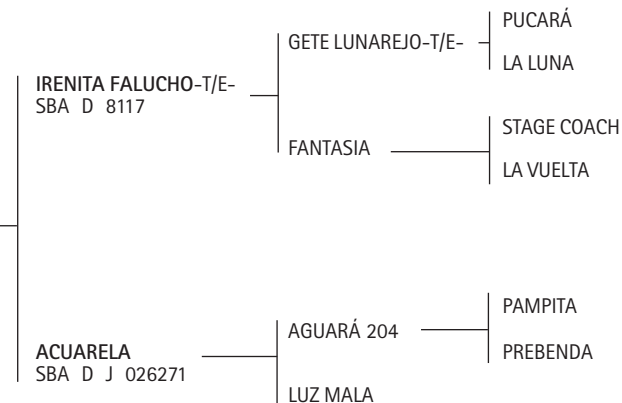 PUCARÁ
GETE LUNAREJO-T/E-
LA LUNA
IRENITA FALUCHO-T/E-
SBA D 8117
STAGE COACH
FANTASIA
LA VUELTA
PAMPITA
AGUARÁ 204
PREBENDA
ACUARELA
SBA D J 026271
LUZ MALA